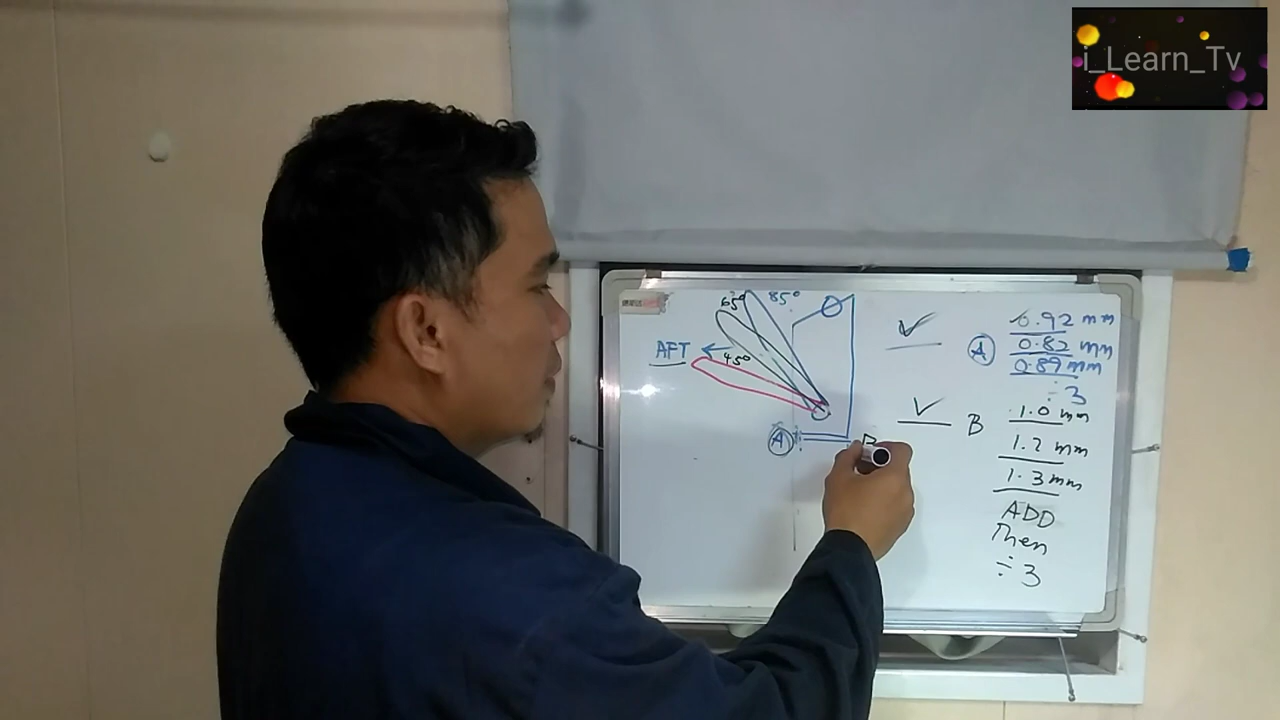 i_Learn_Tv
65°
85°
AFT
45°
A
B
A
0.92 mm
0.82 mm
0.89 mm
÷3
B
1.0 mm
1.2 mm
1.3 mm
ADD
Then
÷3